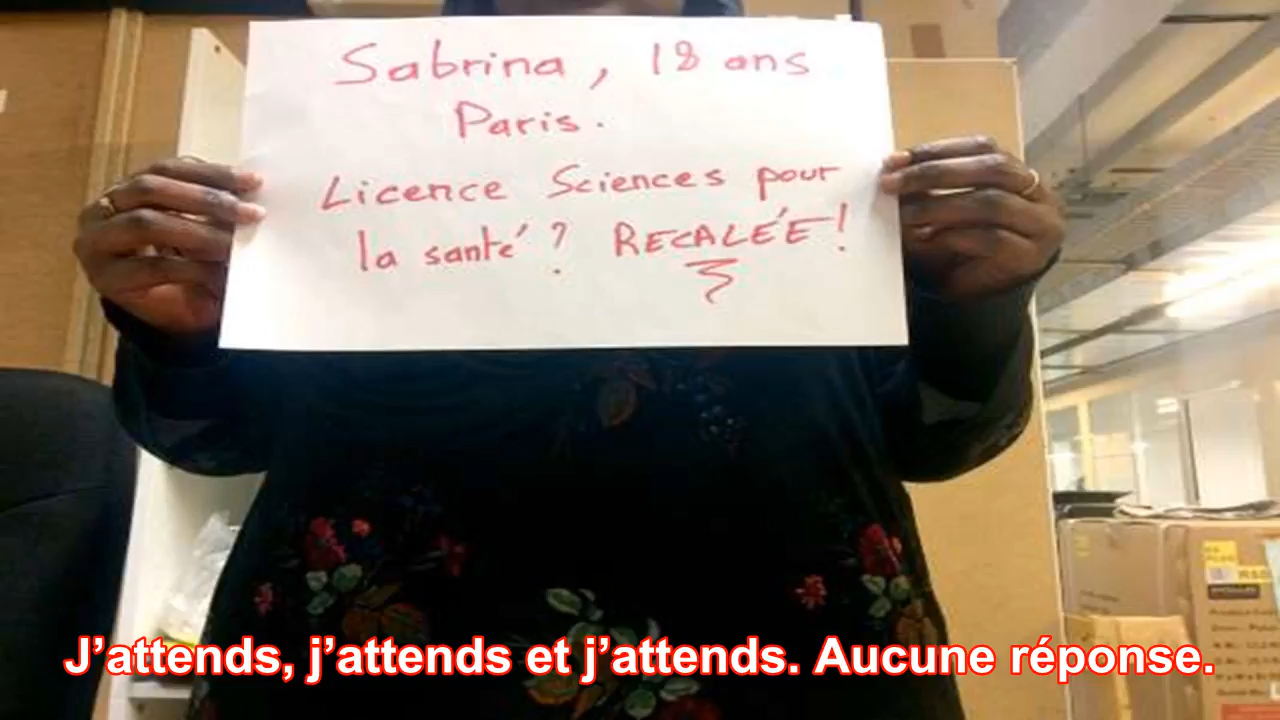 Sabrina, 18 ans
Paris.
Licence Sciences pour
la santé ? RECALÉE !
J’attends, j’attends et j’attends. Aucune réponse.